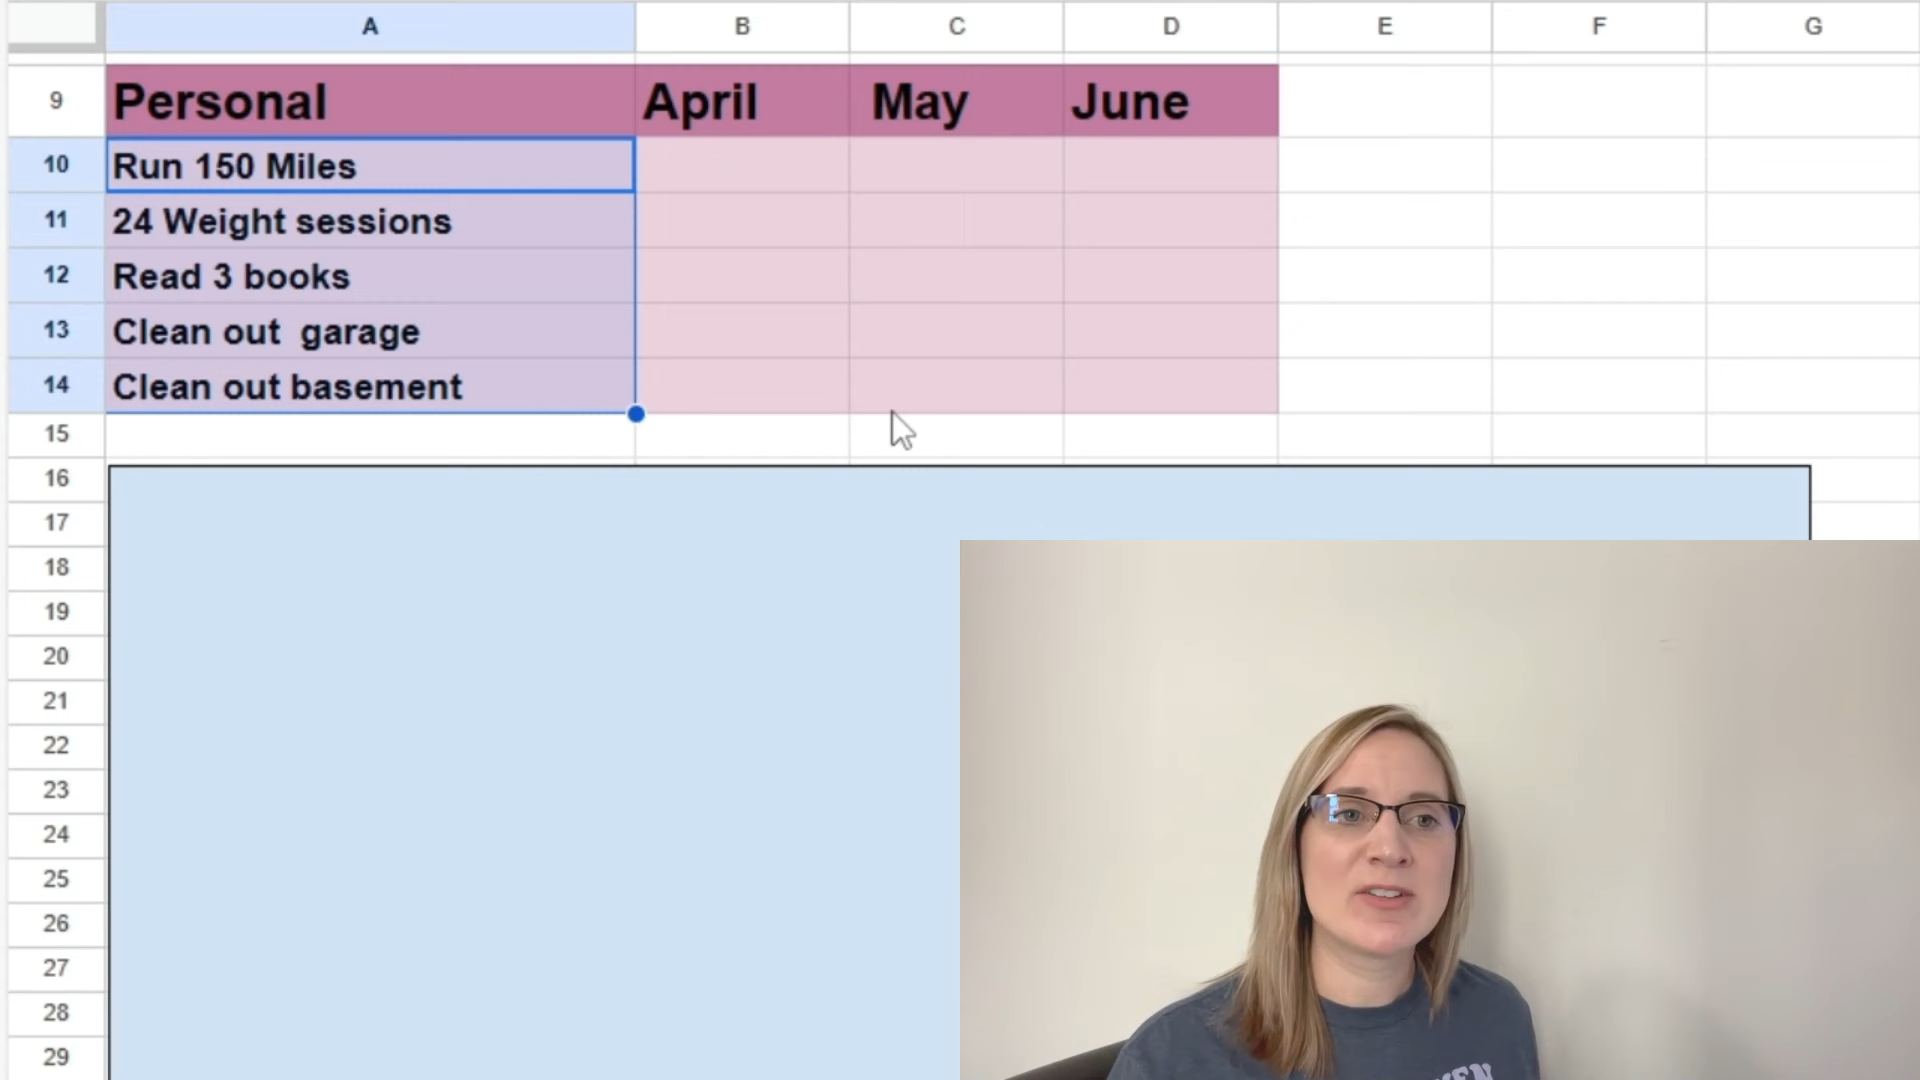 A B C D E F G
9 Personal April May June
10 Run 150 Miles
11 24 Weight sessions
12 Read 3 books
13 Clean out  garage
14 Clean out basement
15
16
17
18
19
20
21
22
23
24
25
26
27
28
29